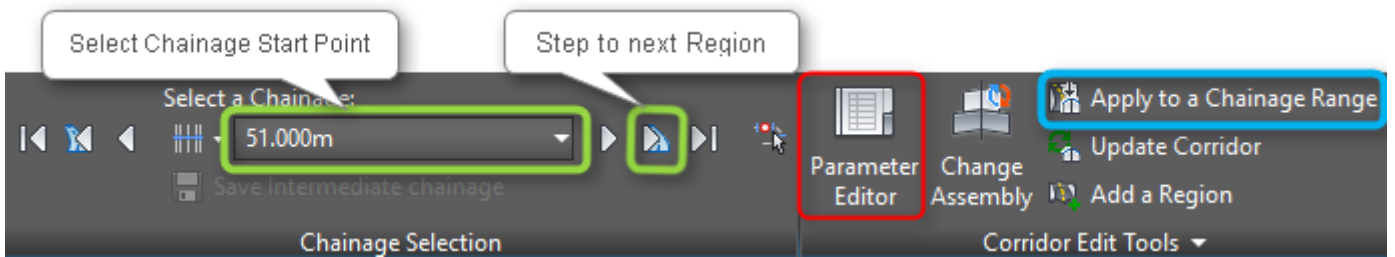 Select Chainage Start Point
Step to next Region
Select a Chainage:
51.000m
Save Intermediate chainage
Chainage Selection
Parameter
Editor
Change
Assembly
Apply to a Chainage Range
Update Corridor
Add a Region
Corridor Edit Tools